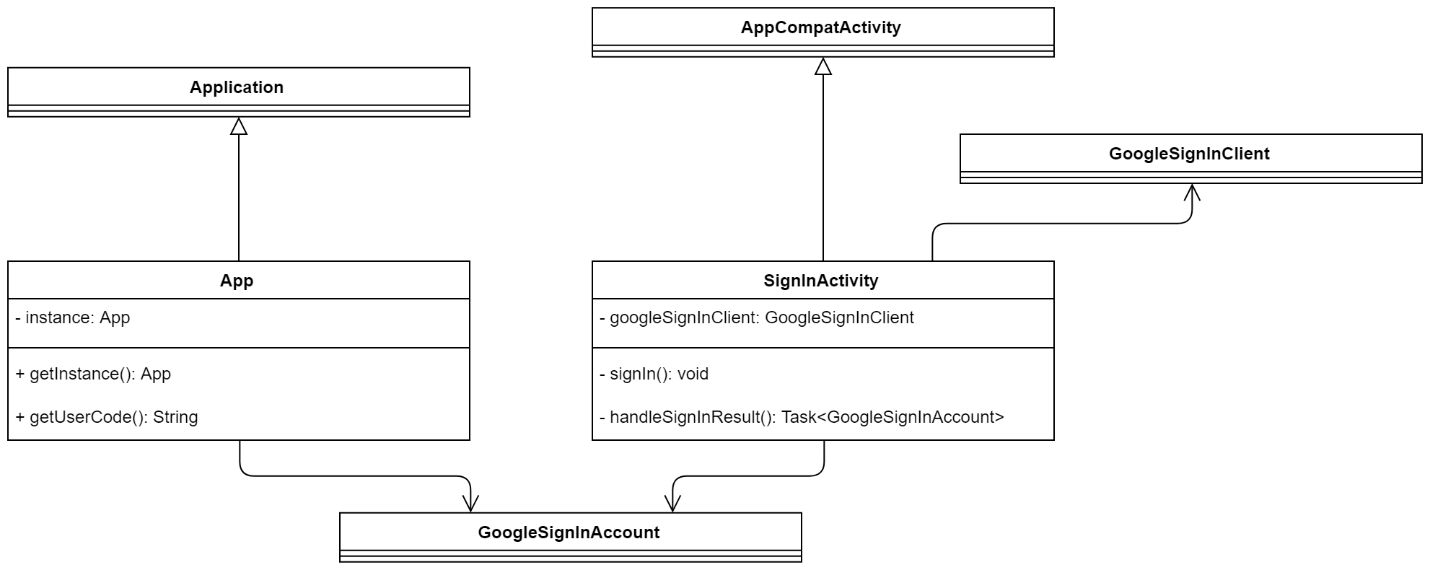 AppCompatActivity
Application
GoogleSignInClient
App
- instance: App
+ getInstance(): App
+ getUserCode(): String
SignInActivity
- googleSignInClient: GoogleSignInClient
- signIn(): void
- handleSignInResult(): Task<GoogleSignInAccount>
GoogleSignInAccount